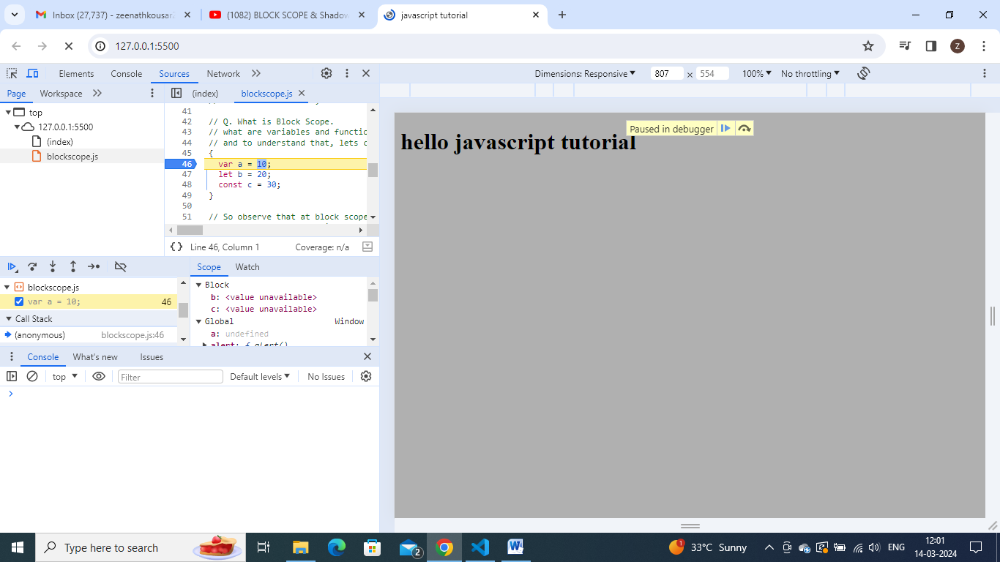 Inbox (27,737) - zeenathkousar
(1082) BLOCK SCOPE & Shadow
javascript tutorial
127.0.0.1:5500
Z
Elements Console Sources Network
Page Workspace
(index) blockscope.js
top
127.0.0.1:5500
(index)
blockscope.js
41
42 // Q. What is Block Scope.
43 // what are variables and functio
44 // and to understand that, lets
45 {
46 var a = 10;
47 let b = 20;
48 const c = 30;
49 }
50
51 // So observe that at block scope
{} Line 46, Column 1 Coverage: n/a
Scope Watch
blockscope.js
var a = 10; 46
Call Stack
(anonymous) blockscope.js:46
Block
b: <value unavailable>
c: <value unavailable>
Global Window
a: undefined
alert: ƒ alert()
Console What's new Issues
top Filter Default levels No Issues
Dimensions: Responsive 807 × 554 100% No throttling
Paused in debugger
hello javascript tutorial
Type here to search
2
1
33°C Sunny
ENG
12:01
14-03-2024